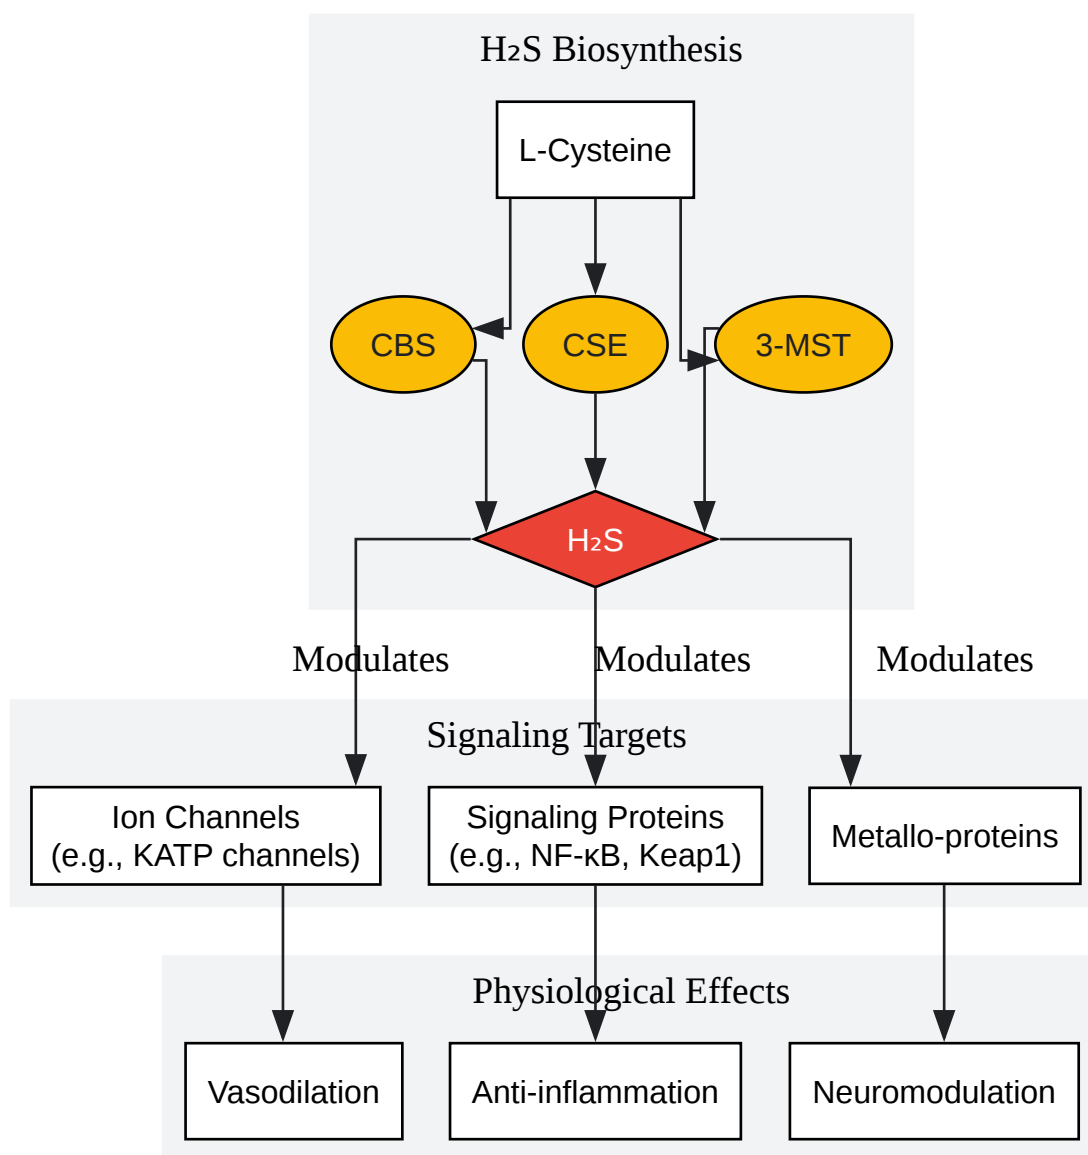 H₂S Biosynthesis
L-Cysteine
CBS
CSE
3-MST
H₂S
Modulates
Modulates
Modulates
Signaling Targets
Ion Channels
(e.g., KATP channels)
Signaling Proteins
(e.g., NF-κB, Keap1)
Metallo-proteins
Physiological Effects
Vasodilation
Anti-inflammation
Neuromodulation